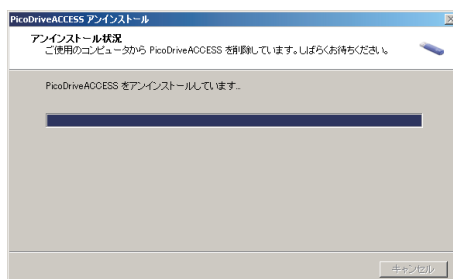 PicoDriveACCESS アンインストール
アンインストール状況
ご使用のコンピュータから PicoDriveACCESS を削除しています。しばらくお待ちください。
PicoDriveACCESS をアンインストールしています...
キャンセル